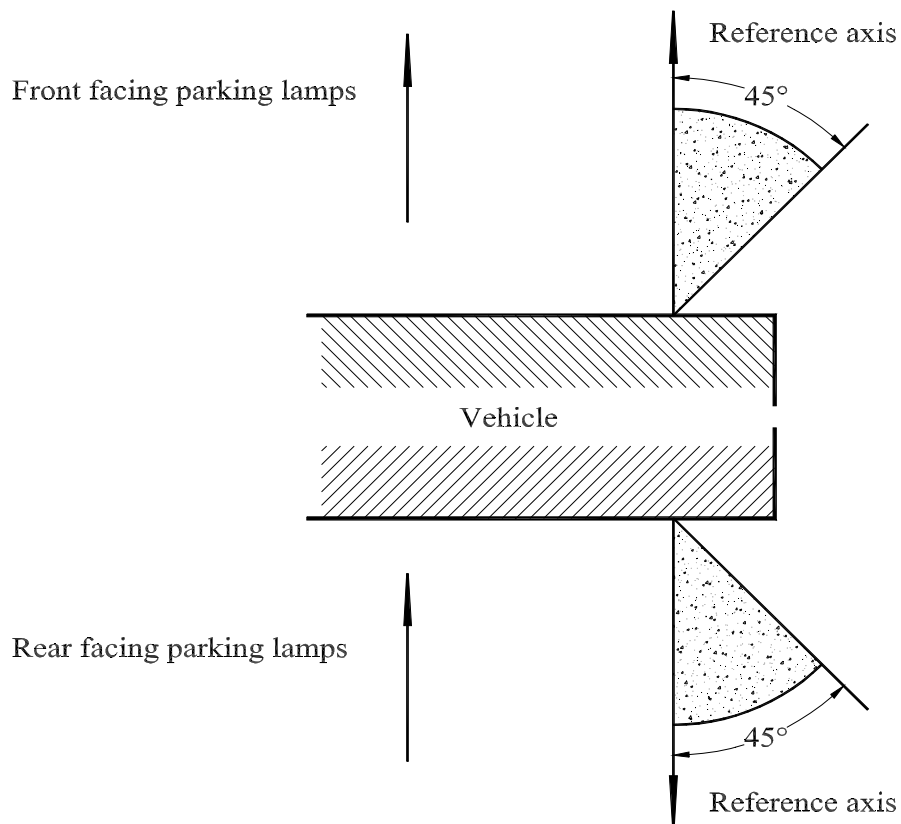 Reference axis
Front facing parking lamps
45°
Vehicle
Rear facing parking lamps
45°
Reference axis